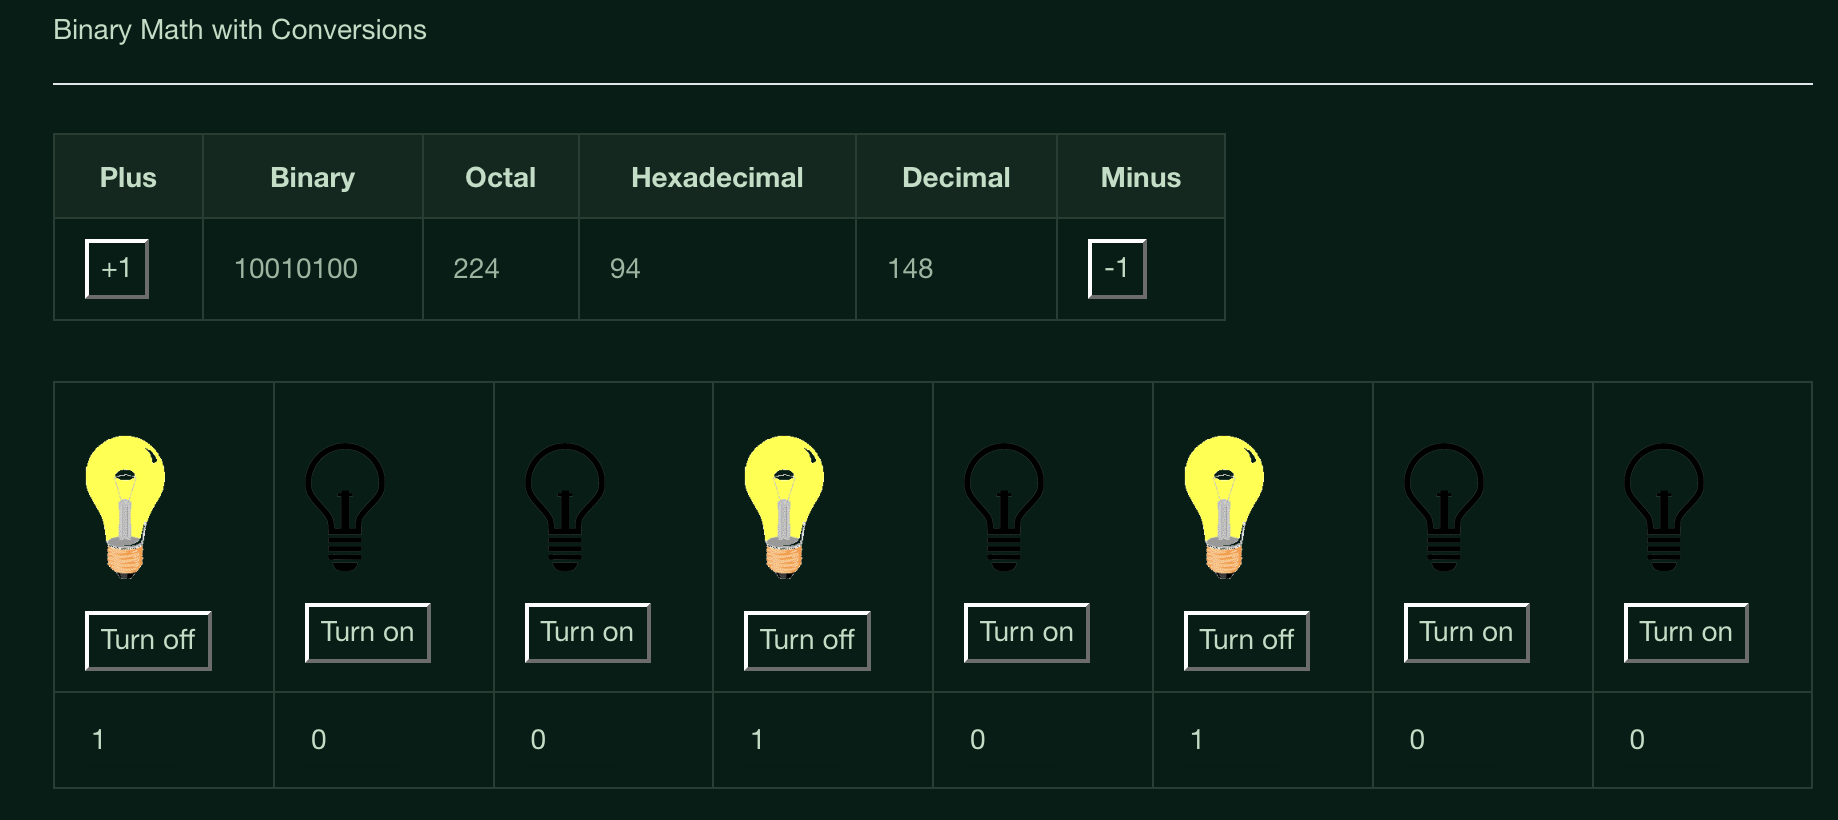 Binary Math with Conversions
Plus Binary Octal Hexadecimal Decimal Minus
+1 10010100 224 94 148 -1
Turn off Turn on Turn on Turn off Turn on Turn off Turn on Turn on
1 0 0 1 0 1 0 0